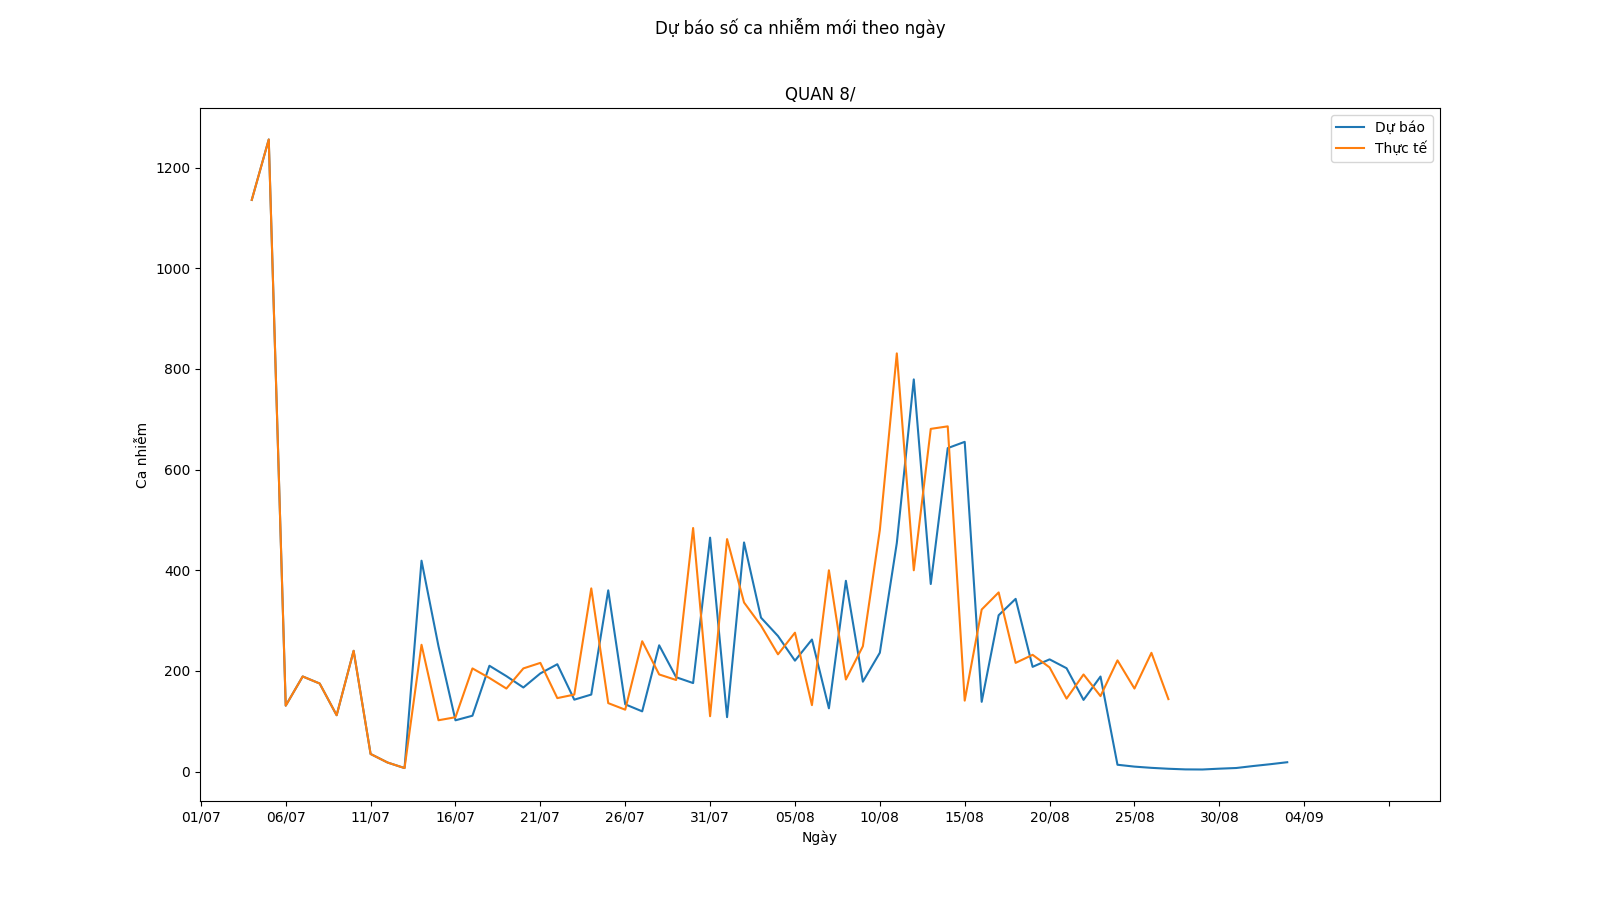 Dự báo số ca nhiễm mới theo ngày
QUAN 8/
Dự báo
Thực tế
1200
1000
800
600
400
200
0
Ca nhiễm
01/07 06/07 11/07 16/07 21/07 26/07 31/07 05/08 10/08 15/08 20/08 25/08 30/08 04/09
Ngày